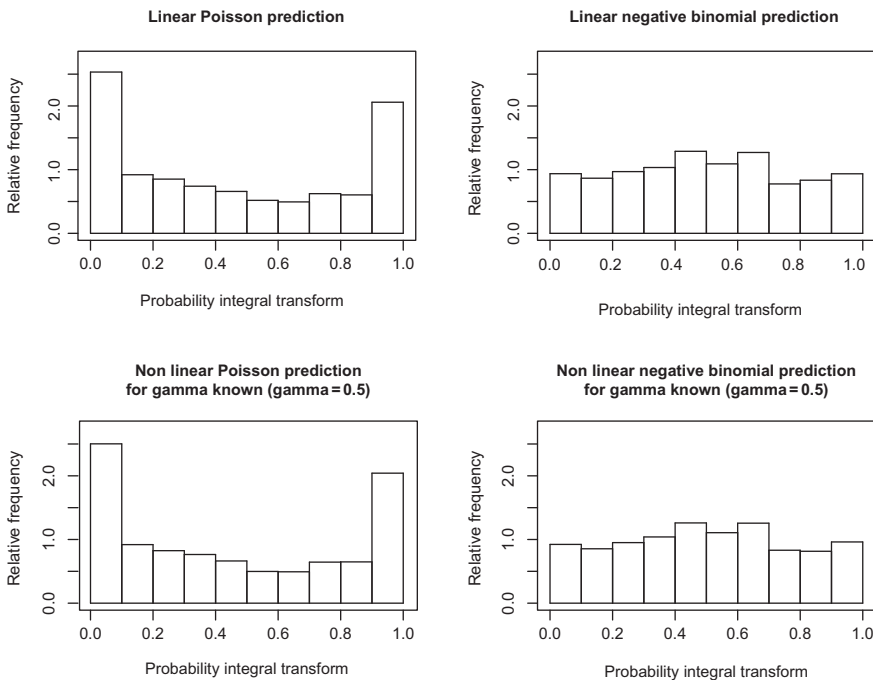 Linear Poisson prediction
Relative frequency
2.0
1.0
0.0
0.0 0.2 0.4 0.6 0.8 1.0
Probability integral transform
Linear negative binomial prediction
Relative frequency
2.0
1.0
0.0
0.0 0.2 0.4 0.6 0.8 1.0
Probability integral transform
Non linear Poisson prediction
for gamma known (gamma = 0.5)
Relative frequency
2.0
1.0
0.0
0.0 0.2 0.4 0.6 0.8 1.0
Probability integral transform
Non linear negative binomial prediction
for gamma known (gamma = 0.5)
Relative frequency
2.0
1.0
0.0
0.0 0.2 0.4 0.6 0.8 1.0
Probability integral transform